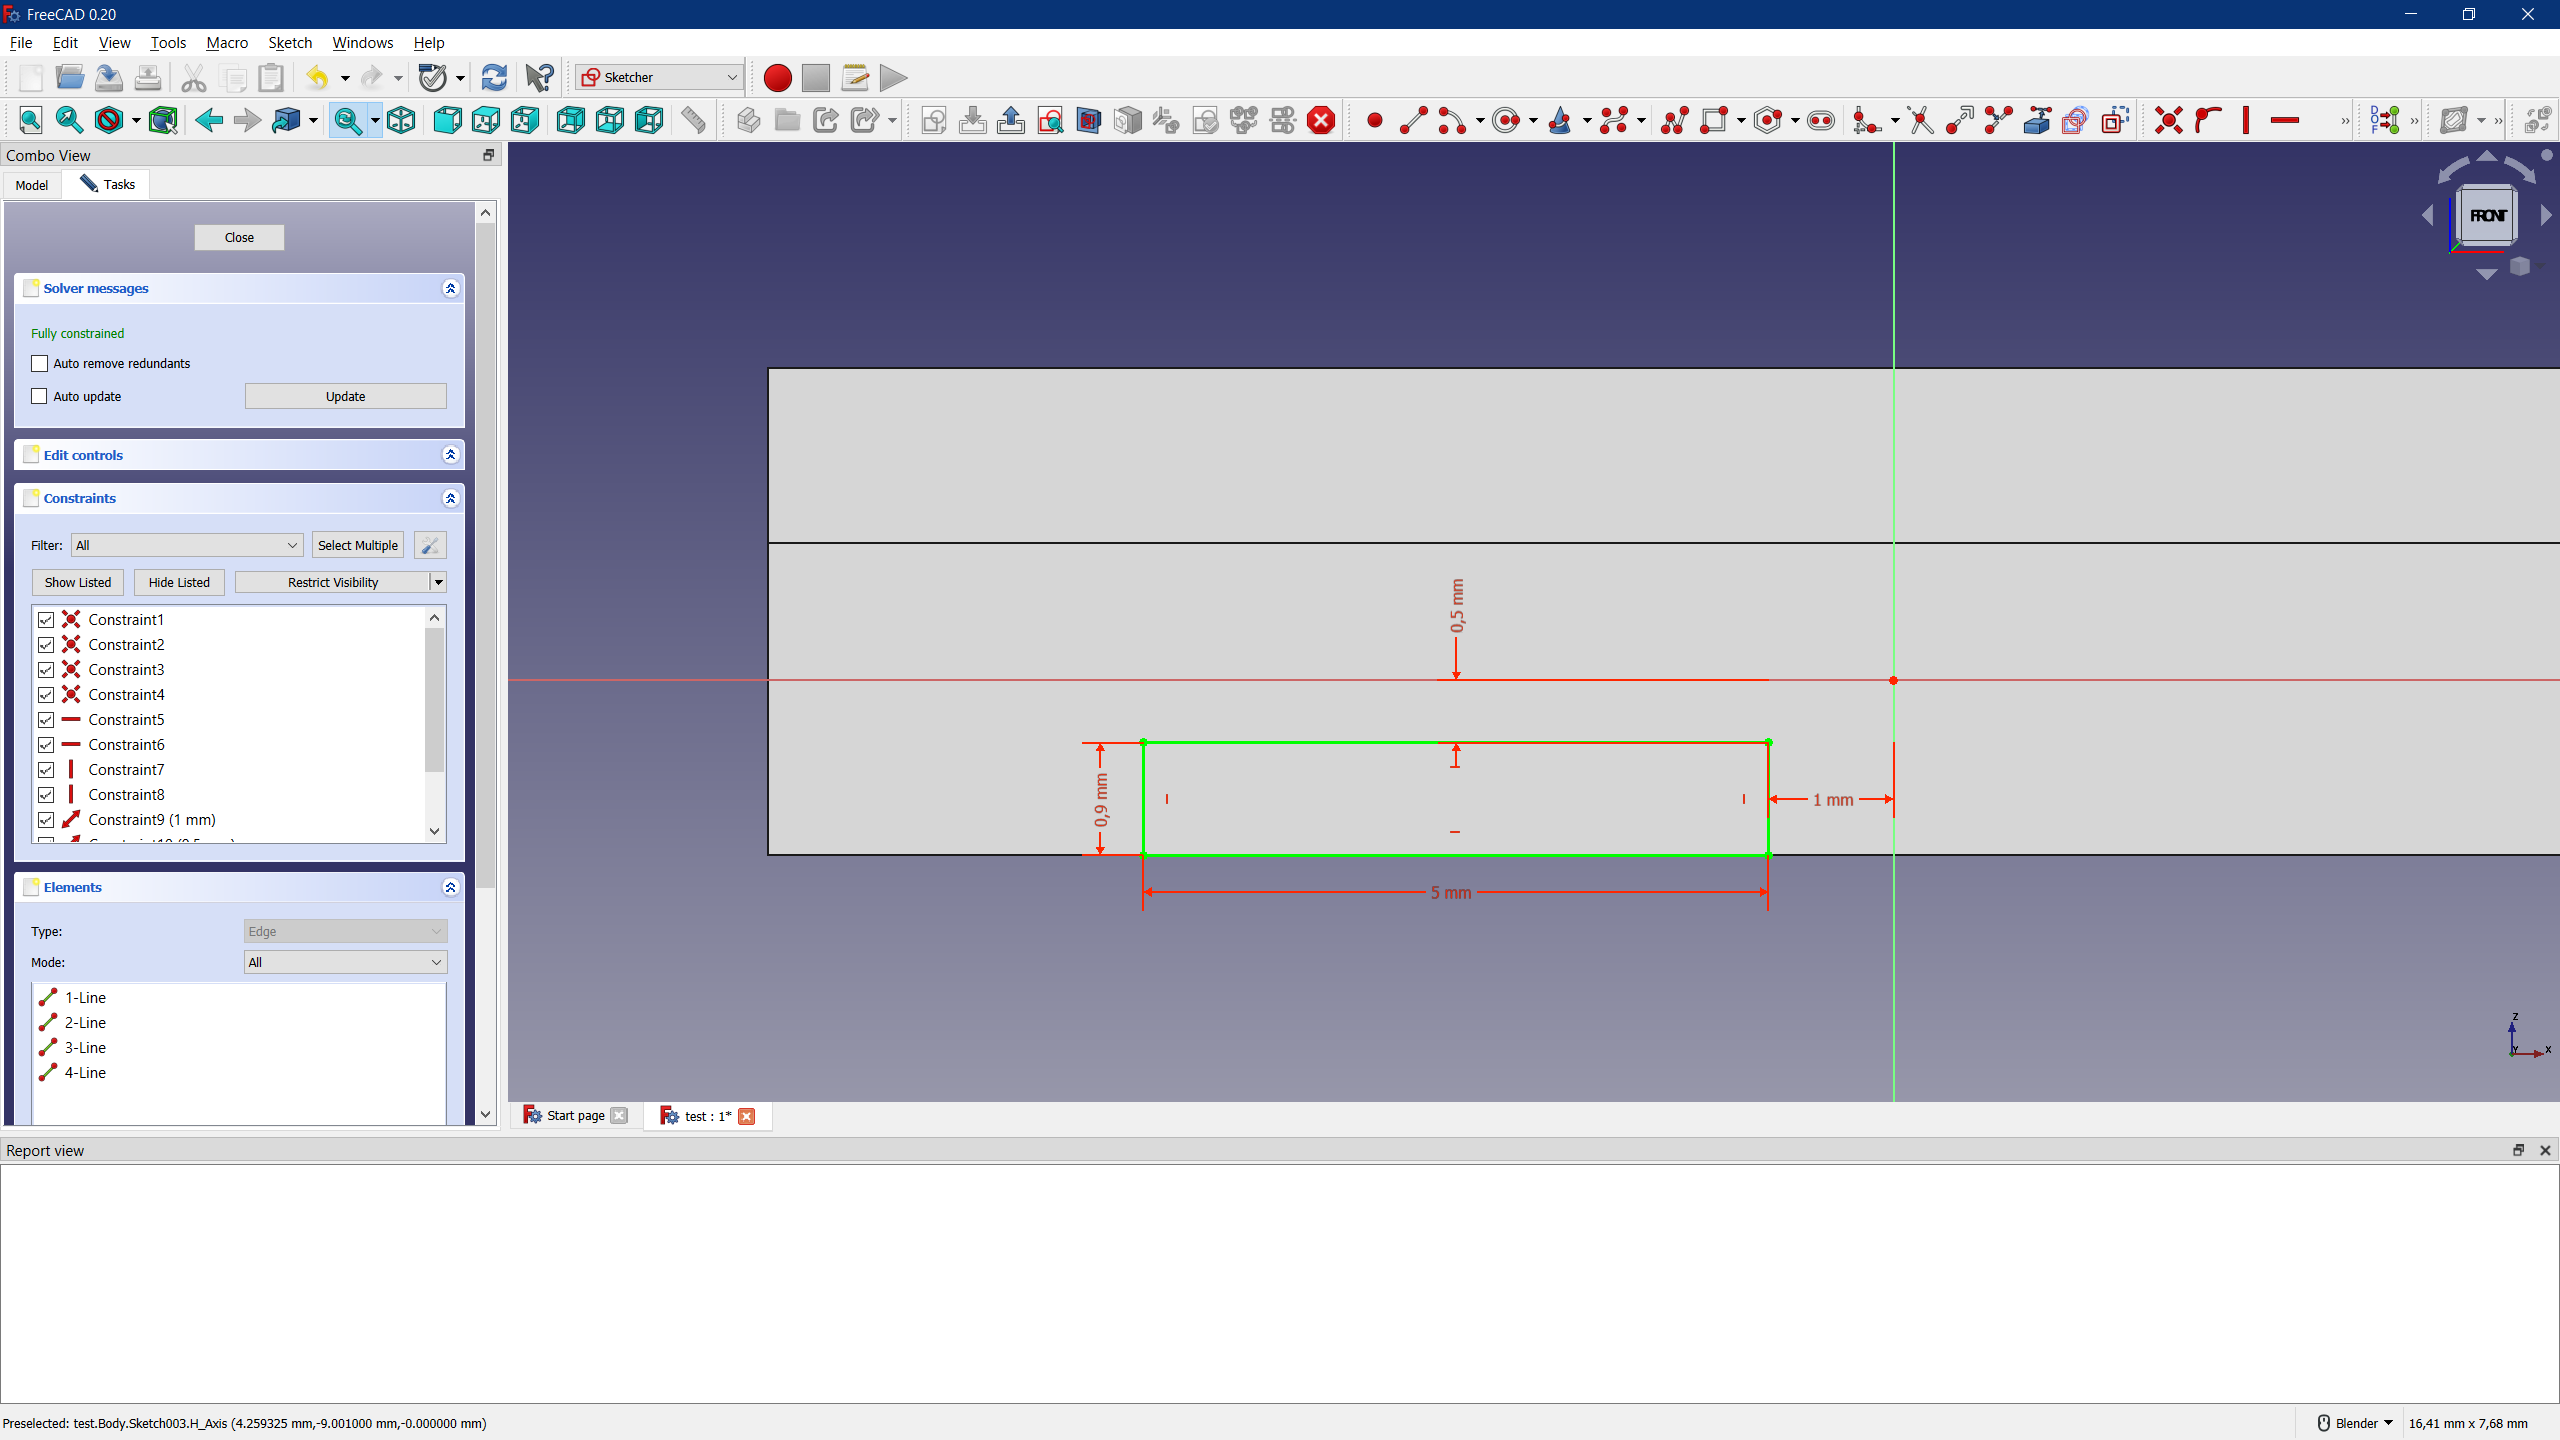 FreeCAD 0.20
File Edit View Tools Macro Sketch Windows Help
Sketcher
Combo View
Model Tasks
Close
Solver messages
Fully constrained
Auto remove redundants
Auto update Update
Edit controls
Constraints
Filter: All Select Multiple
Show Listed Hide Listed Restrict Visibility
Constraint1
Constraint2
Constraint3
Constraint4
Constraint5
Constraint6
Constraint7
Constraint8
Constraint9 (1 mm)
Elements
Type: Edge
Mode: All
1-Line
2-Line
3-Line
4-Line
FRONT
0,5 mm
0,9 mm
1 mm
5 mm
Z
Y
X
Start page
test : 1*
Report view
Preselected: test.Body.Sketch003.H_Axis (4.259325 mm,-9.001000 mm,-0.000000 mm)
Blender 16,41 mm x 7,68 mm